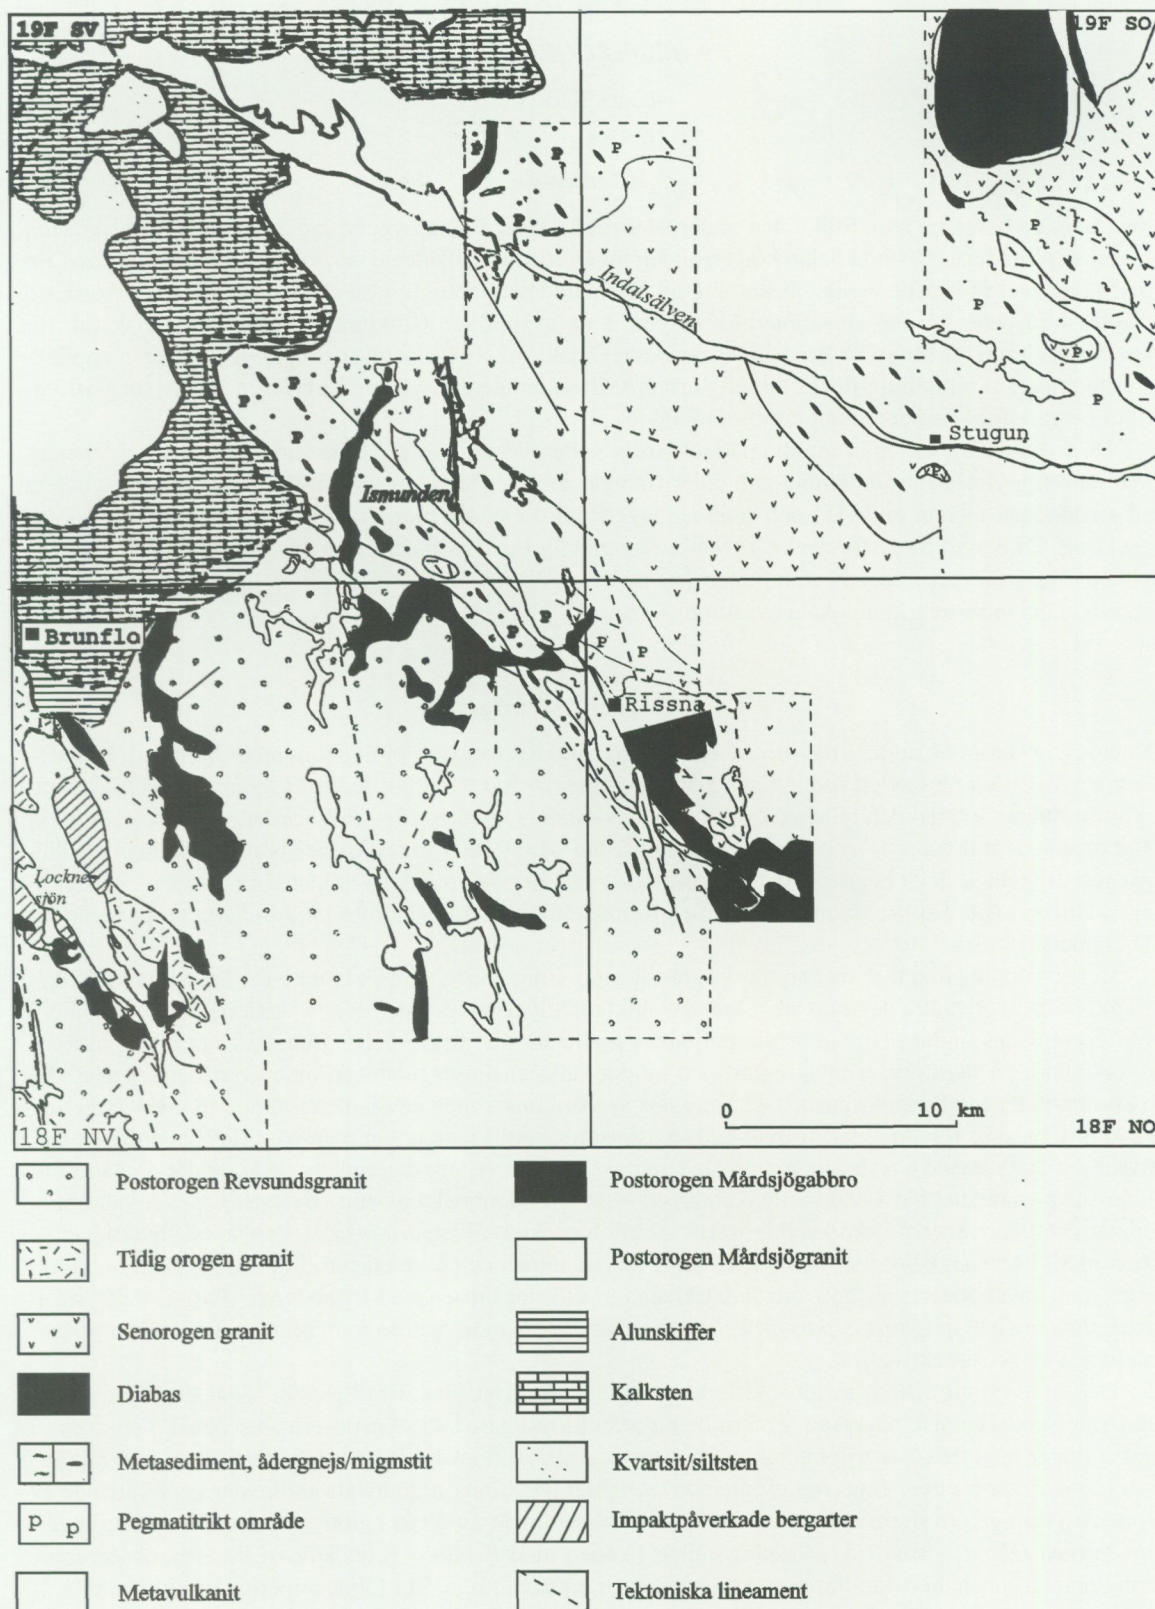 19F SV
19F SO
P
P
P
P
P
Indalsälven
P
P
P
P
P
P
P
Stugun
P
Ismunden
P
P
P
P
Brunflo
Rissna
Locknesjön
0 10 km
18F NV
18F NO
Postorogen Revsundsgranit
Postorogen Mårdsjögabbro
Tidig orogen granit
Postorogen Mårdsjögranit
Senorogen granit
Alunskiffer
Diabas
Kalksten
Metasediment, ådergnejs/migmstit
Kvartsit/siltsten
P P
Pegmatitrikt område
Impaktpåverkade bergarter
Metavulkanit
Tektoniska lineament